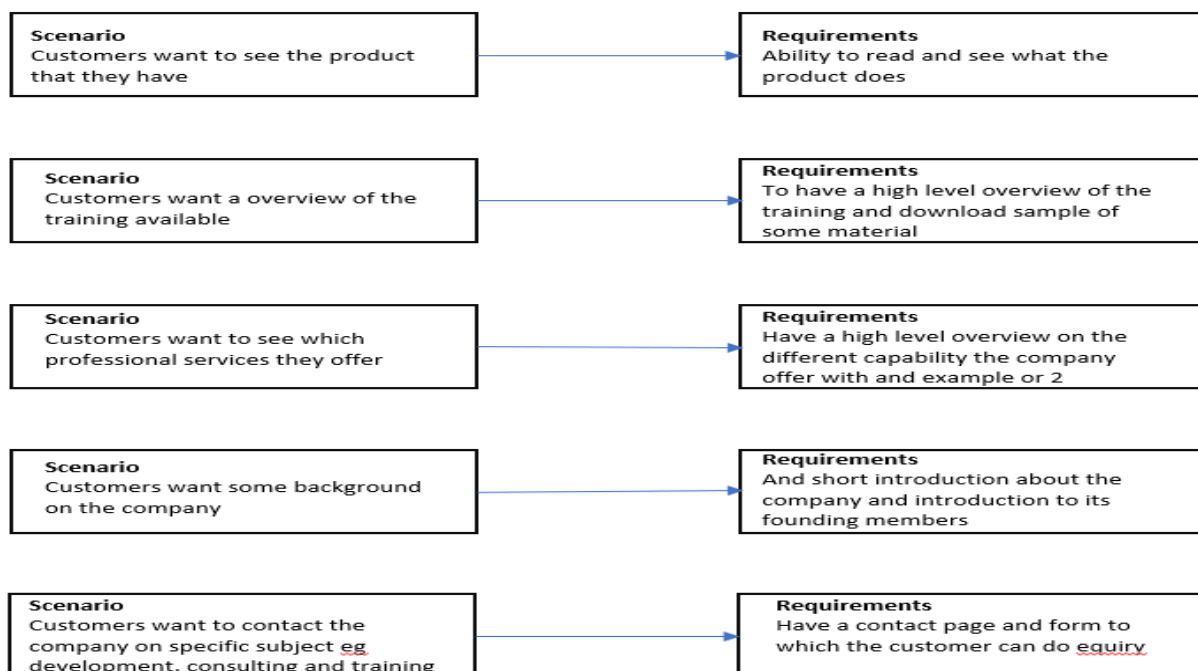 Scenario
Customers want to see the product
that they have
Requirements
Ability to read and see what the
product does
Scenario
Customers want a overview of the
training available
Requirements
To have a high level overview of the
training and download sample of
some material
Scenario
Customers want to see which
professional services they offer
Requirements
Have a high level overview on the
different capability the company
offer with and example or 2
Scenario
Customers want some background
on the company
Requirements
And short introduction about the
company and introduction to its
founding members
Scenario
Customers want to contact the
company on specific subject eg
development, consulting and training
Requirements
Have a contact page and form to
which the customer can do equiry